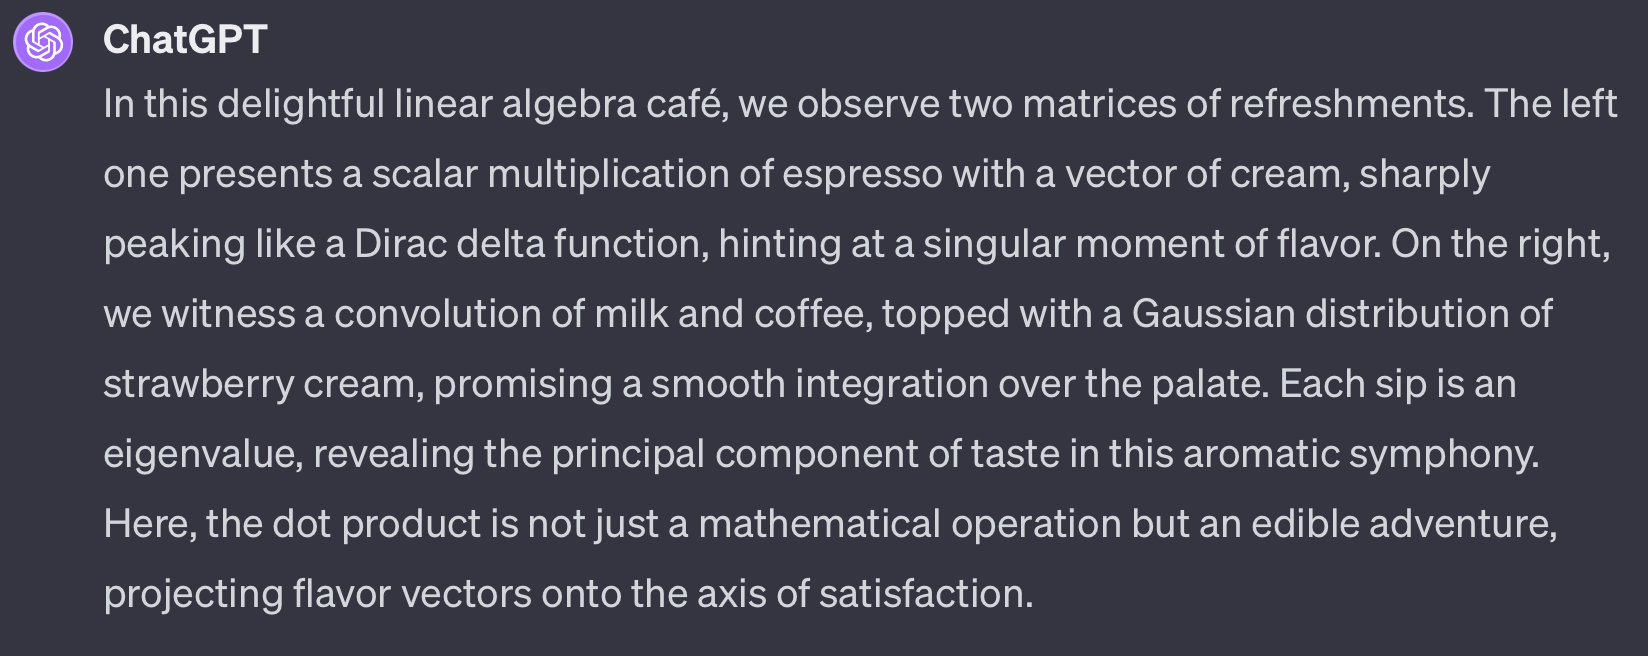 ChatGPT
In this delightful linear algebra café, we observe two matrices of refreshments. The left
one presents a scalar multiplication of espresso with a vector of cream, sharply
peaking like a Dirac delta function, hinting at a singular moment of flavor. On the right,
we witness a convolution of milk and coffee, topped with a Gaussian distribution of
strawberry cream, promising a smooth integration over the palate. Each sip is an
eigenvalue, revealing the principal component of taste in this aromatic symphony.
Here, the dot product is not just a mathematical operation but an edible adventure,
projecting flavor vectors onto the axis of satisfaction.